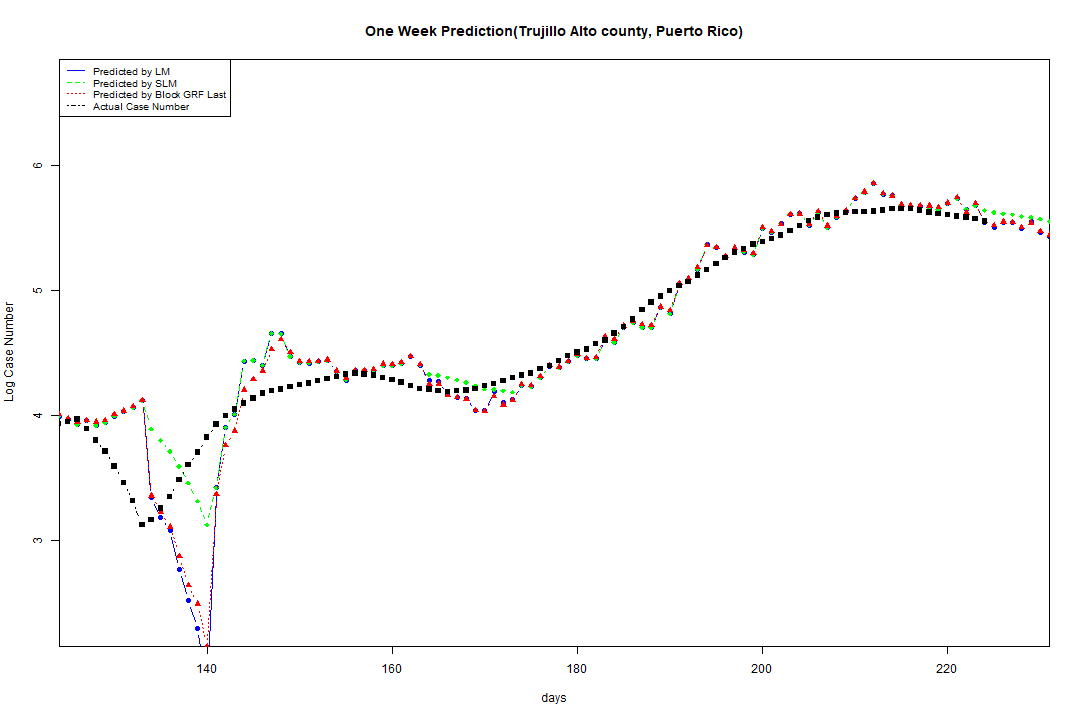 One Week Prediction(Trujillo Alto county, Puerto Rico)
Predicted by LM
Predicted by SLM
Predicted by Block GRF Last
Actual Case Number
6
5
4
3
Log Case Number
140 160 180 200 220
days